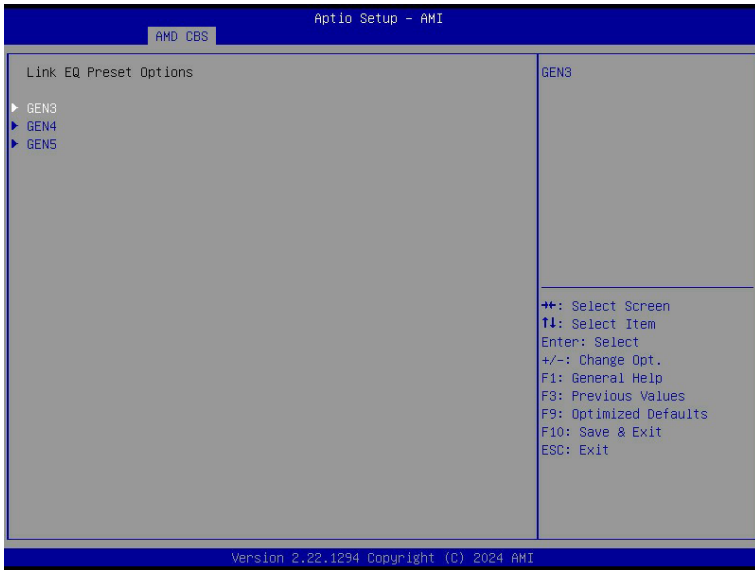 Aptio Setup – AMI
AMD CBS
Link EQ Preset Options
GEN3
GEN4
GEN5
GEN3
→←: Select Screen
↑↓: Select Item
Enter: Select
+/-: Change Opt.
F1: General Help
F3: Previous Values
F9: Optimized Defaults
F10: Save & Exit
ESC: Exit
Version 2.22.1294 Copyright (C) 2024 AMI